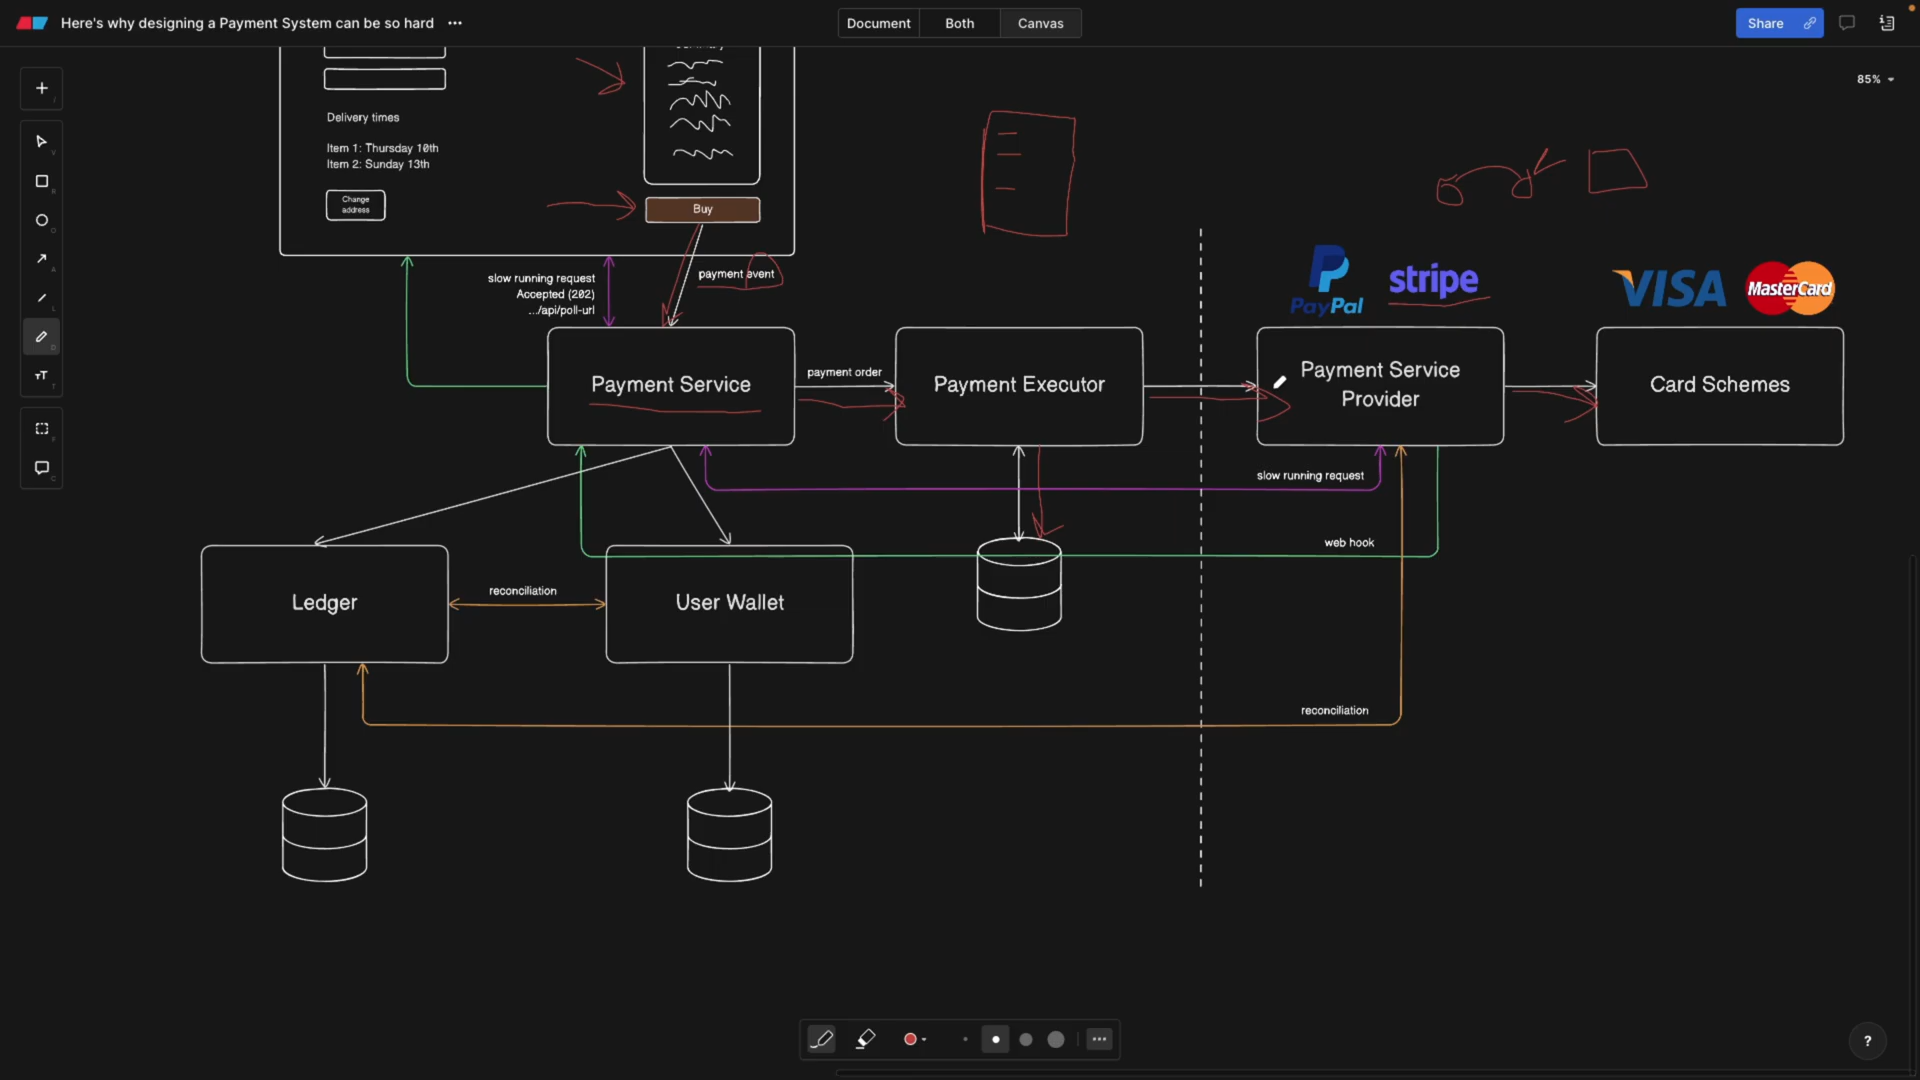 Here's why designing a Payment System can be so hard
Document
Both
Canvas
Share
85%
Delivery times
Item 1: Thursday 10th
Item 2: Sunday 13th
Change
address
Buy
slow running request
Accepted (202)
.../api/poll-url
payment event
PayPal
stripe
VISA
MasterCard
Payment Service
payment order
Payment Executor
Payment Service
Provider
Card Schemes
slow running request
web hook
Ledger
reconciliation
User Wallet
reconciliation
?